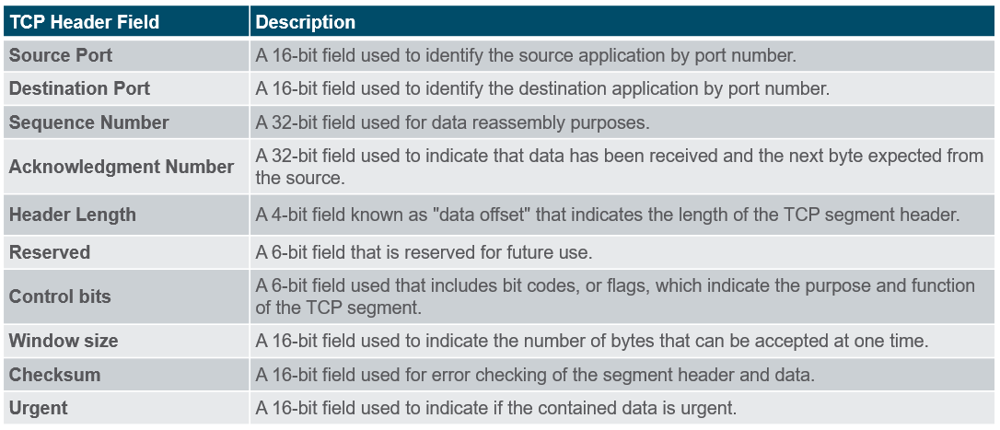 TCP Header Field Description
Source Port A 16-bit field used to identify the source application by port number.
Destination Port A 16-bit field used to identify the destination application by port number.
Sequence Number A 32-bit field used for data reassembly purposes.
Acknowledgment Number A 32-bit field used to indicate that data has been received and the next byte expected from
the source.
Header Length A 4-bit field known as "data offset" that indicates the length of the TCP segment header.
Reserved A 6-bit field that is reserved for future use.
Control bits A 6-bit field used that includes bit codes, or flags, which indicate the purpose and function
of the TCP segment.
Window size A 16-bit field used to indicate the number of bytes that can be accepted at one time.
Checksum A 16-bit field used for error checking of the segment header and data.
Urgent A 16-bit field used to indicate if the contained data is urgent.